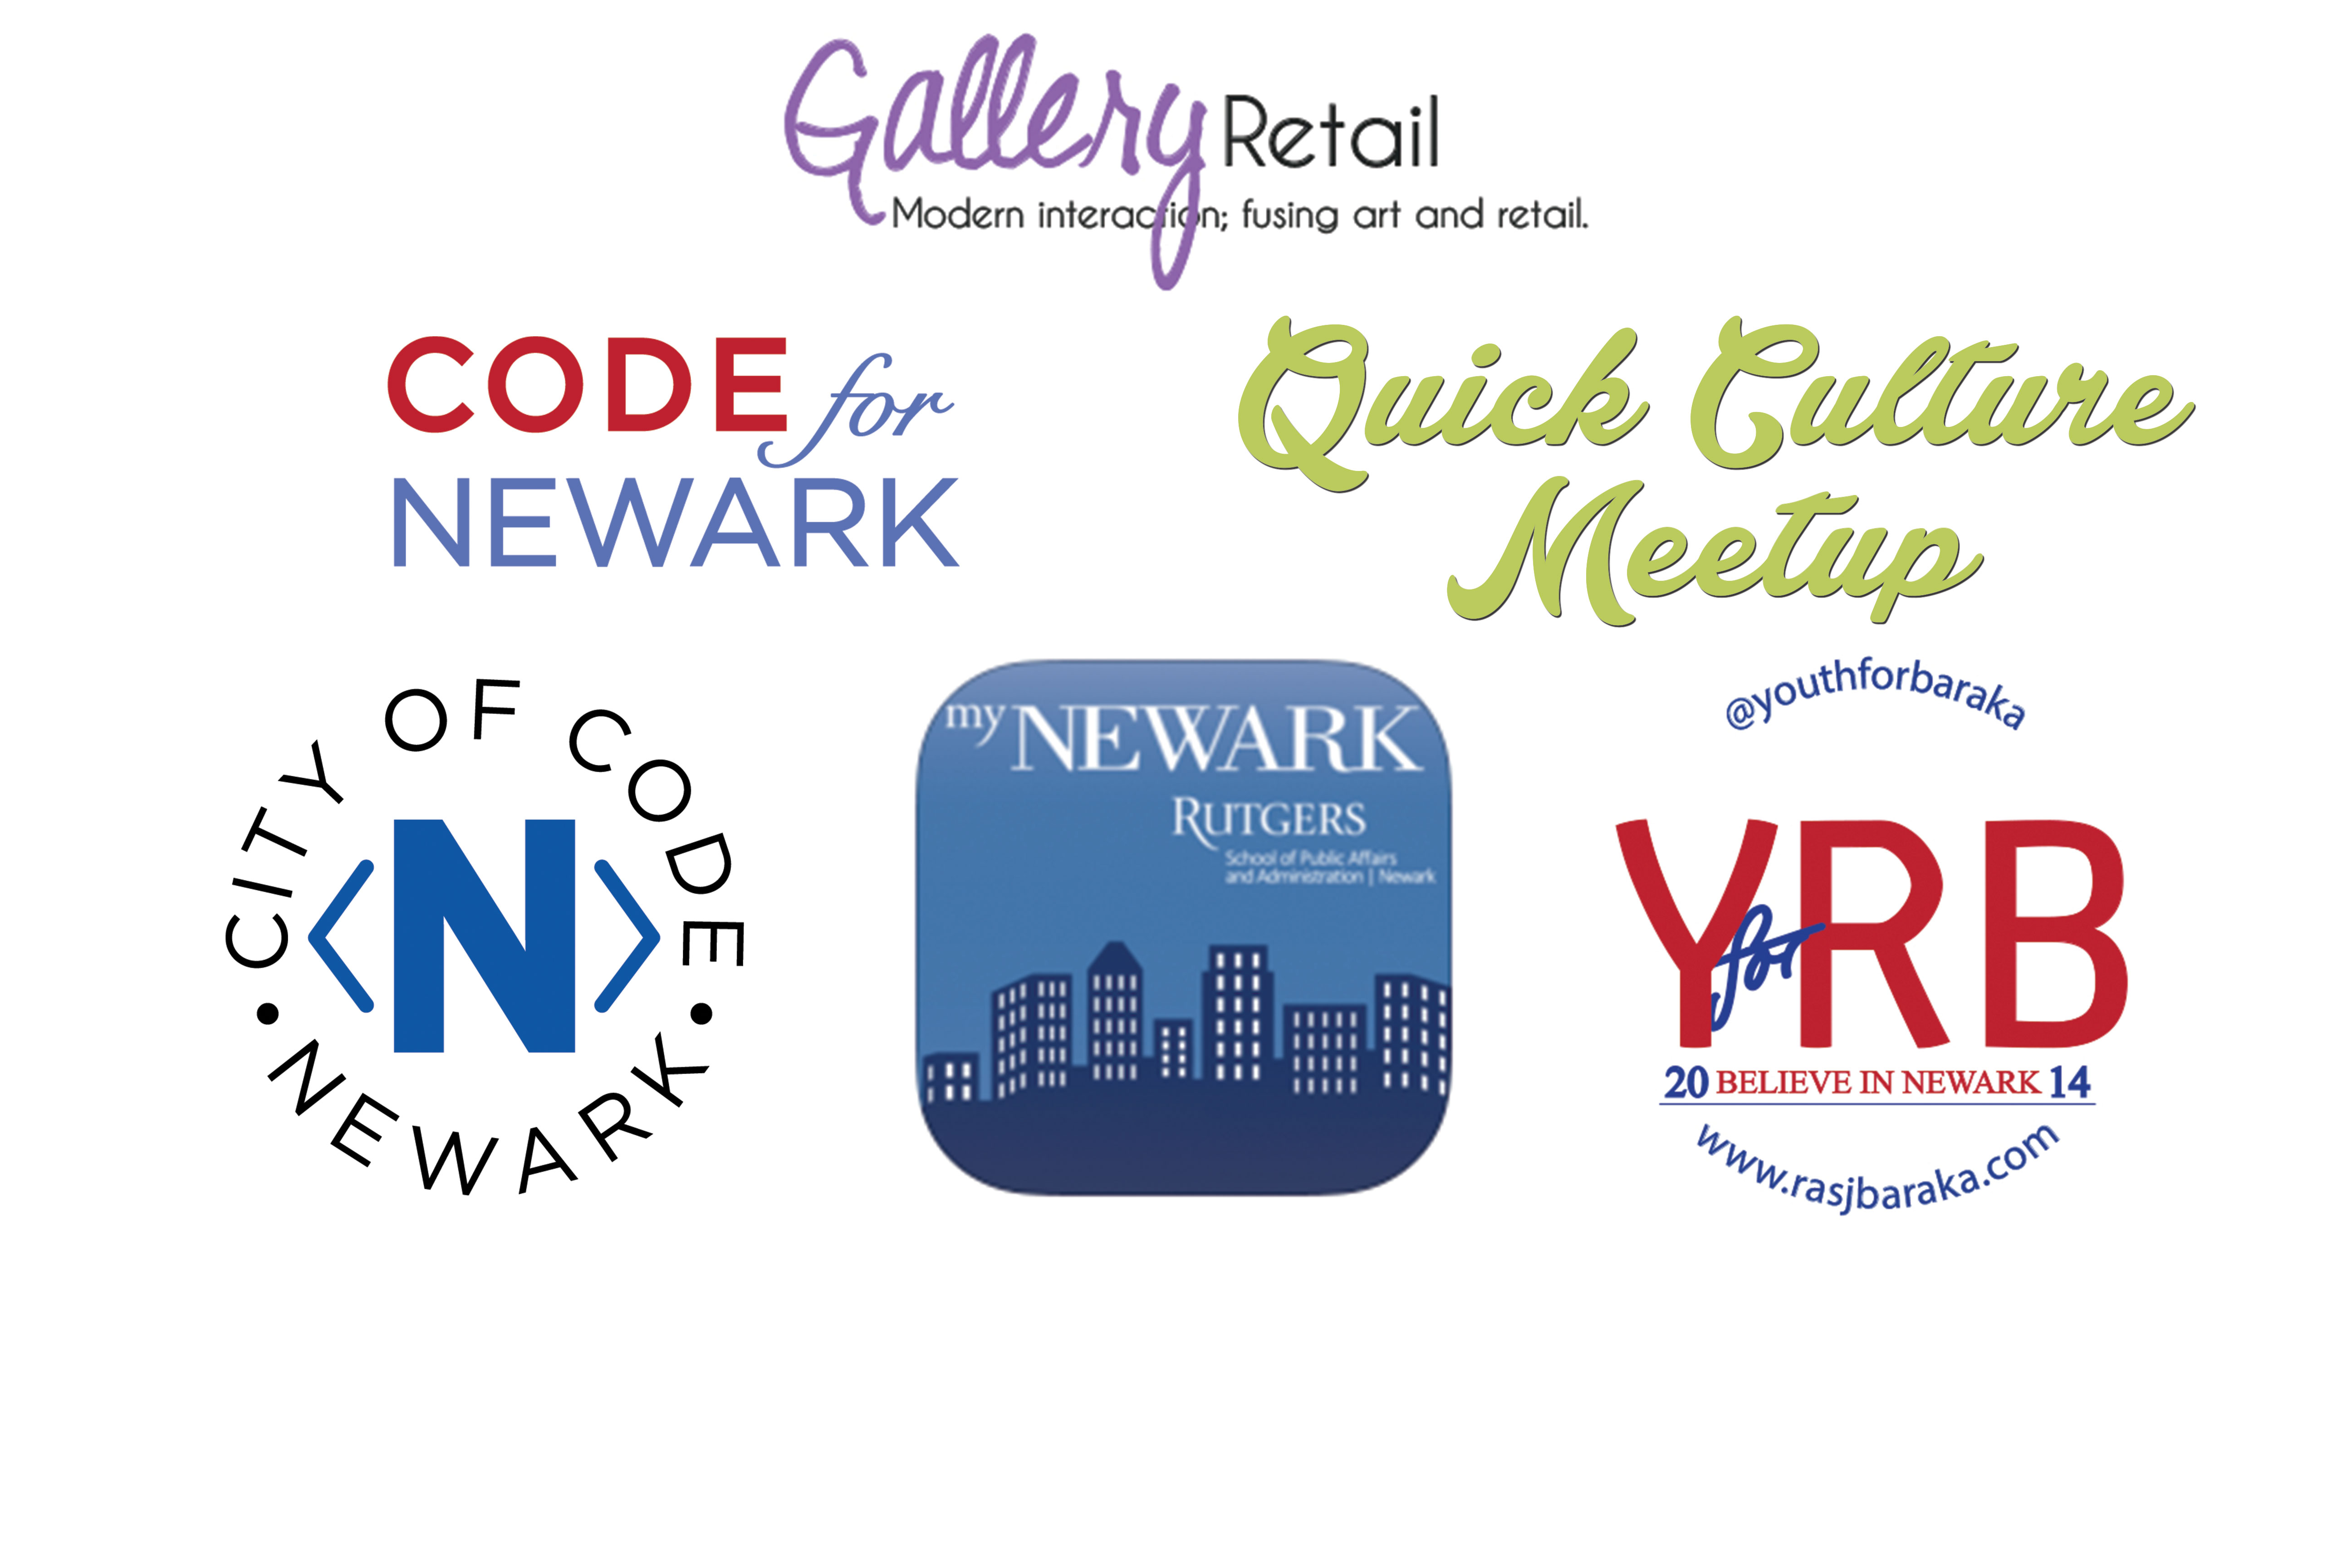 Gallery Retail
Modern interaction; fusing art and retail.
CODE for
NEWARK
Quick Culture
Meetup
CITY OF CODE
N
• NEWARK •
my NEWARK
RUTGERS
School of Public Affairs
and Administration | Newark
@youthforbaraka
Y for R B
20 BELIEVE IN NEWARK 14
www.rasjbaraka.com